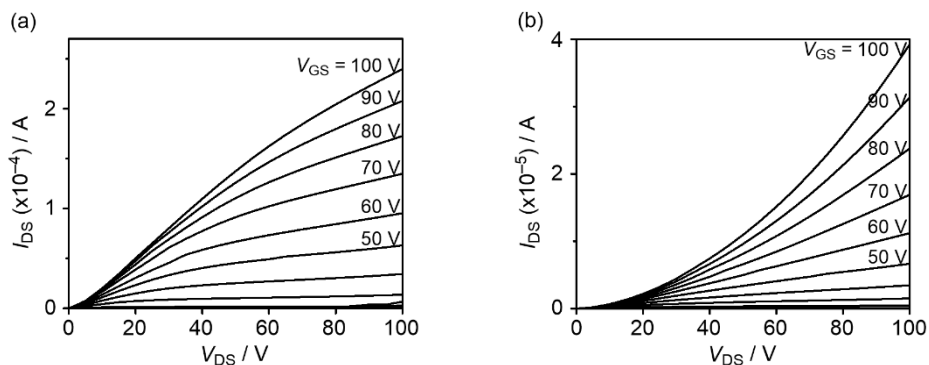 (a)
I_DS (x10⁻⁴) / A
2
1
0
V_GS = 100 V
90 V
80 V
70 V
60 V
50 V
0 20 40 60 80 100
V_DS / V
(b)
I_DS (x10⁻⁵) / A
4
3
2
1
0
V_GS = 100 V
90 V
80 V
70 V
60 V
50 V
0 20 40 60 80 100
V_DS / V